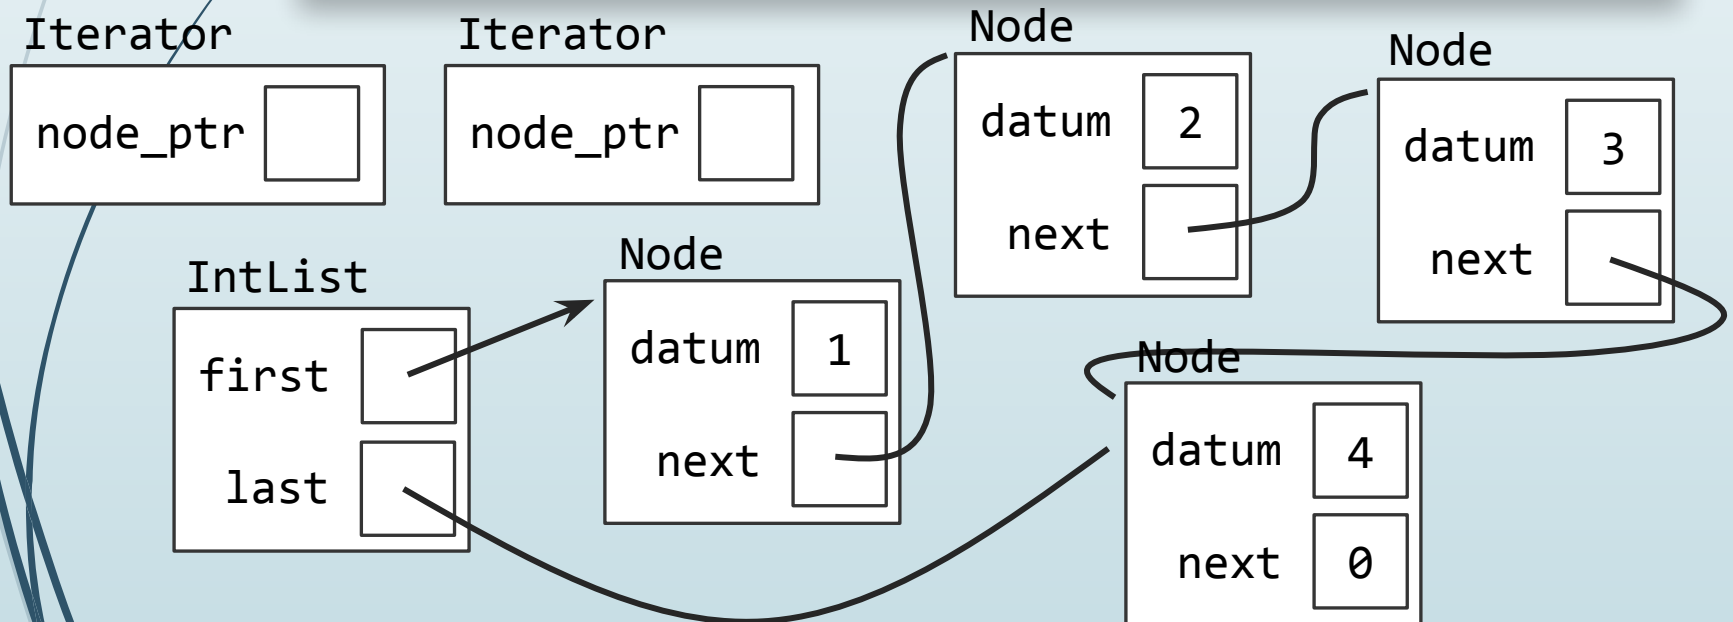 Iterator
node_ptr
Iterator
node_ptr
Node
datum 2
next
Node
datum 3
next
IntList
first
last
Node
datum 1
next
Node
datum 4
next 0